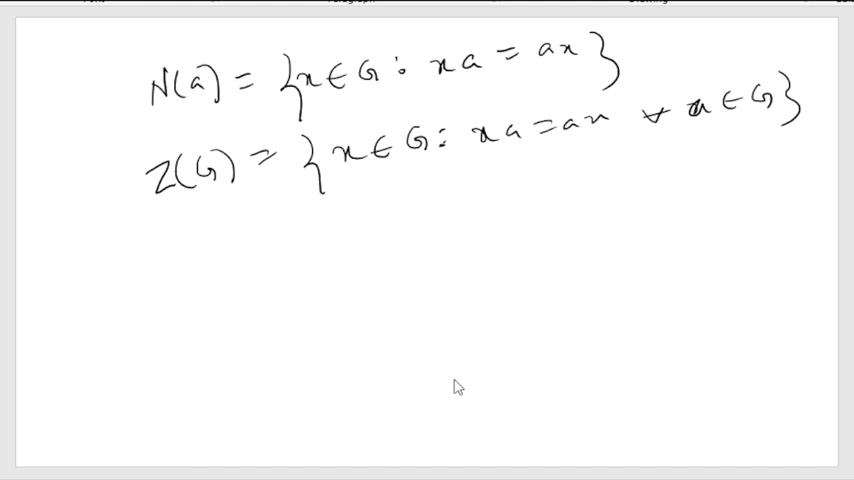 N(a) = {x ∈ G : xa = ax}
Z(G) = {x ∈ G : xa = ax ∀ a ∈ G}